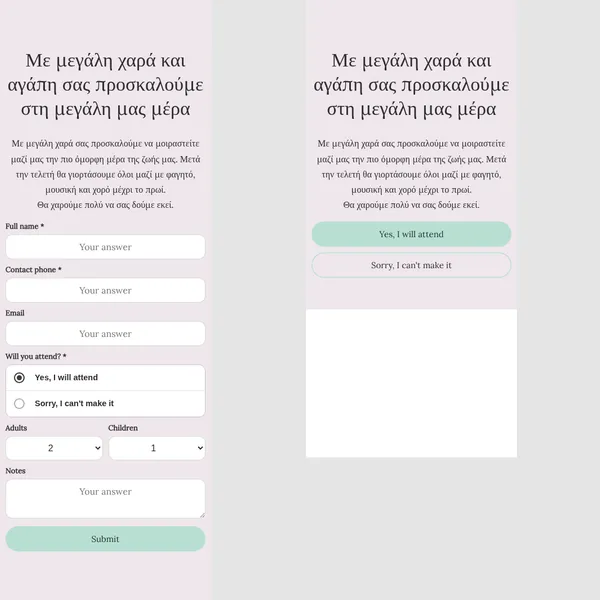 Με μεγάλη χαρά και
αγάπη σας προσκαλούμε
στη μεγάλη μας μέρα
Με μεγάλη χαρά σας προσκαλούμε να μοιραστείτε
μαζί μας την πιο όμορφη μέρα της ζωής μας. Μετά
την τελετή θα γιορτάσουμε όλοι μαζί με φαγητό,
μουσική και χορό μέχρι το πρωί.
Θα χαρούμε πολύ να σας δούμε εκεί.
Full name *
Your answer
Contact phone *
Your answer
Email
Your answer
Will you attend? *
Yes, I will attend
Sorry, I can't make it
Adults Children
2 1
Notes
Your answer
Submit
Με μεγάλη χαρά και
αγάπη σας προσκαλούμε
στη μεγάλη μας μέρα
Με μεγάλη χαρά σας προσκαλούμε να μοιραστείτε
μαζί μας την πιο όμορφη μέρα της ζωής μας. Μετά
την τελετή θα γιορτάσουμε όλοι μαζί με φαγητό,
μουσική και χορό μέχρι το πρωί.
Θα χαρούμε πολύ να σας δούμε εκεί.
Yes, I will attend
Sorry, I can't make it